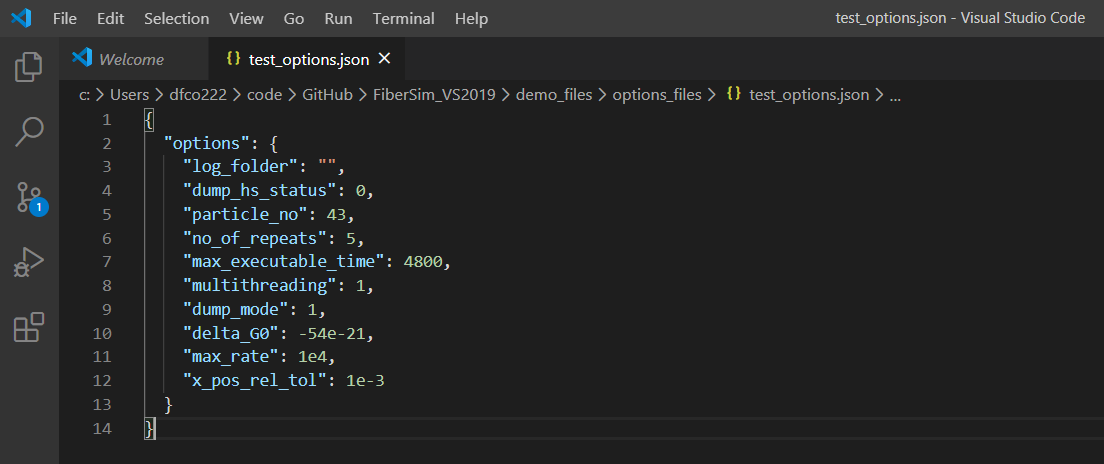 File Edit Selection View Go Run Terminal Help test_options.json - Visual Studio Code
Welcome {} test_options.json ×
c: > Users > dfco222 > code > GitHub > FiberSim_VS2019 > demo_files > options_files > {} test_options.json > ...
1 {
2   "options": {
3     "log_folder": "",
4     "dump_hs_status": 0,
5     "particle_no": 43,
6     "no_of_repeats": 5,
7     "max_executable_time": 4800,
8     "multithreading": 1,
9     "dump_mode": 1,
10     "delta_G0": -54e-21,
11     "max_rate": 1e4,
12     "x_pos_rel_tol": 1e-3
13   }
14 }
1